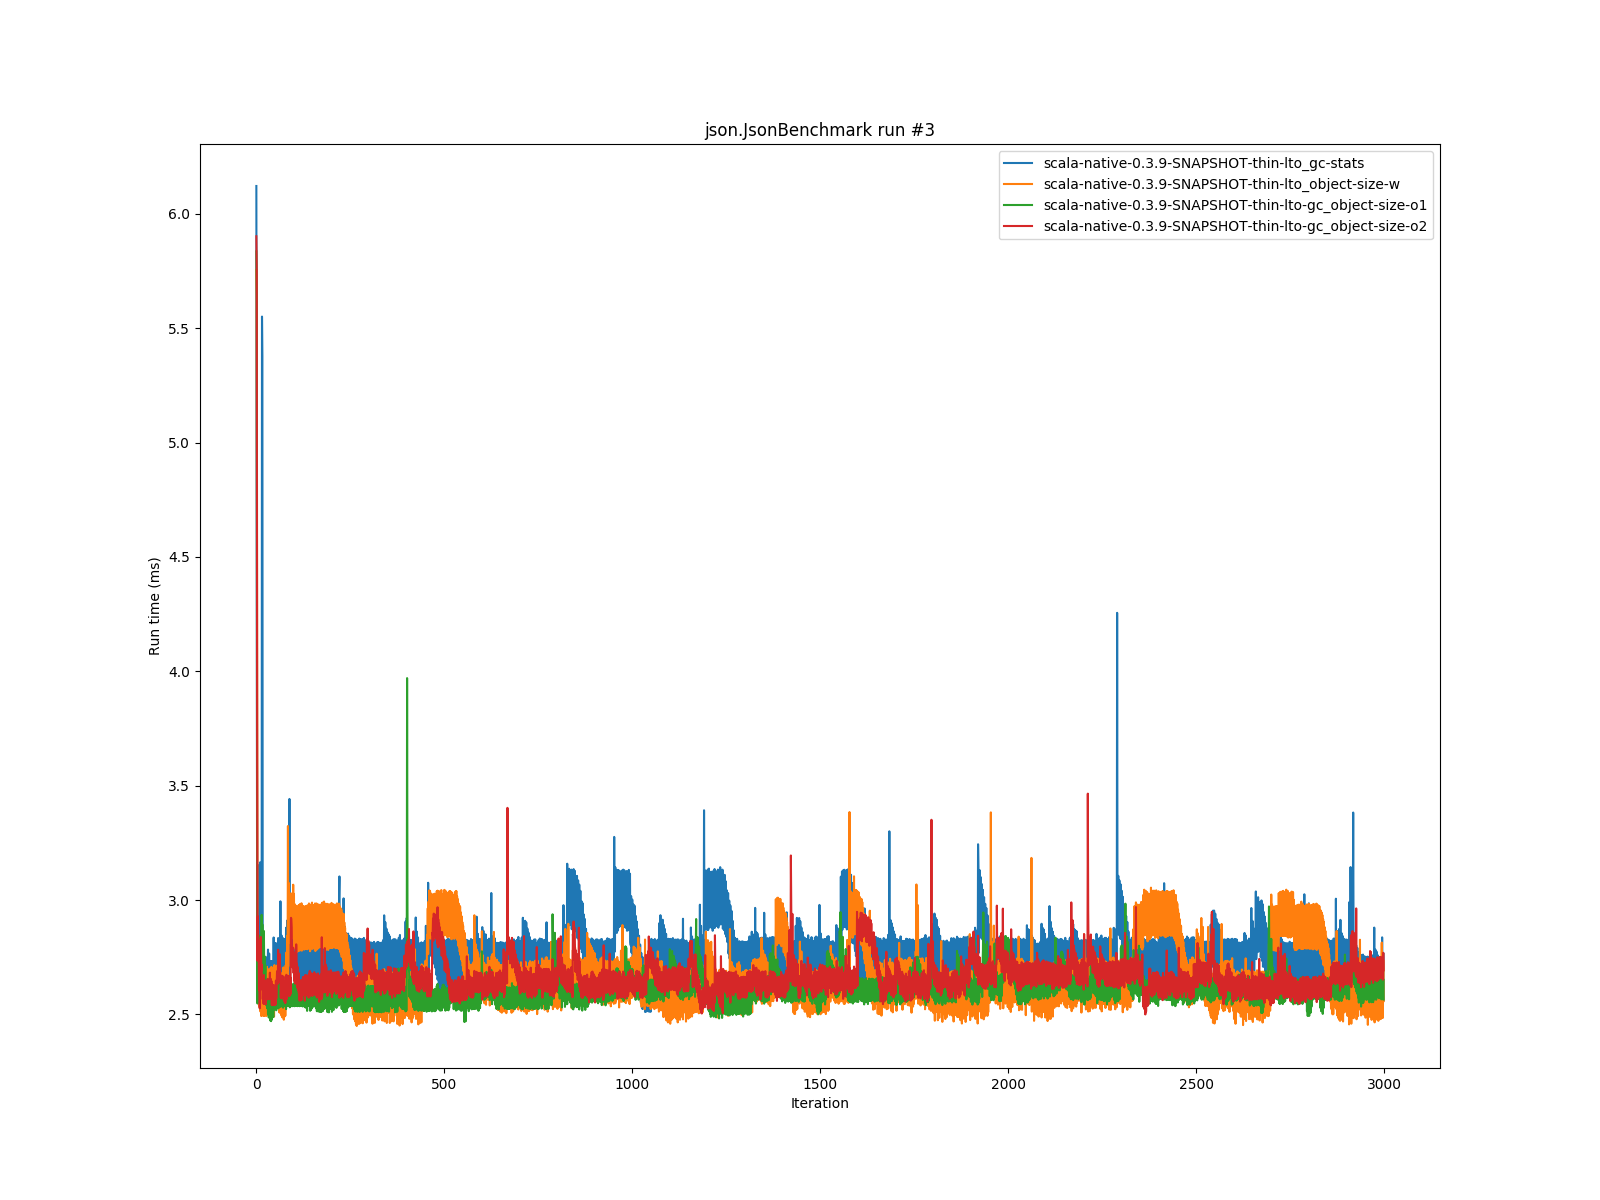 json.JsonBenchmark run #3
scala-native-0.3.9-SNAPSHOT-thin-lto_gc-stats
scala-native-0.3.9-SNAPSHOT-thin-lto_object-size-w
scala-native-0.3.9-SNAPSHOT-thin-lto-gc_object-size-o1
scala-native-0.3.9-SNAPSHOT-thin-lto-gc_object-size-o2
6.0
5.5
5.0
4.5
4.0
3.5
3.0
2.5
Run time (ms)
0 500 1000 1500 2000 2500 3000
Iteration